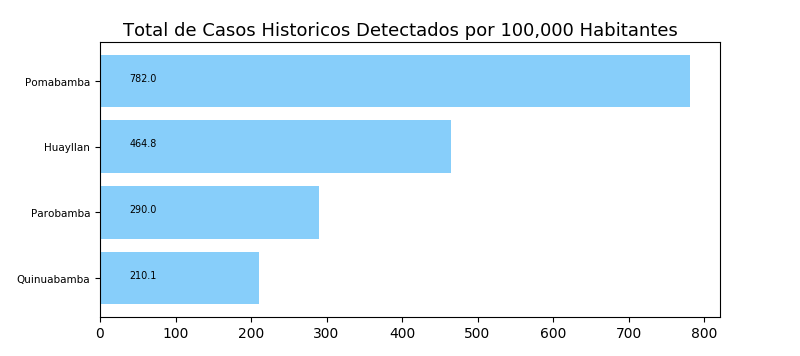 Total de Casos Historicos Detectados por 100,000 Habitantes
Pomabamba 782.0
Huayllan 464.8
Parobamba 290.0
Quinuabamba 210.1
0 100 200 300 400 500 600 700 800